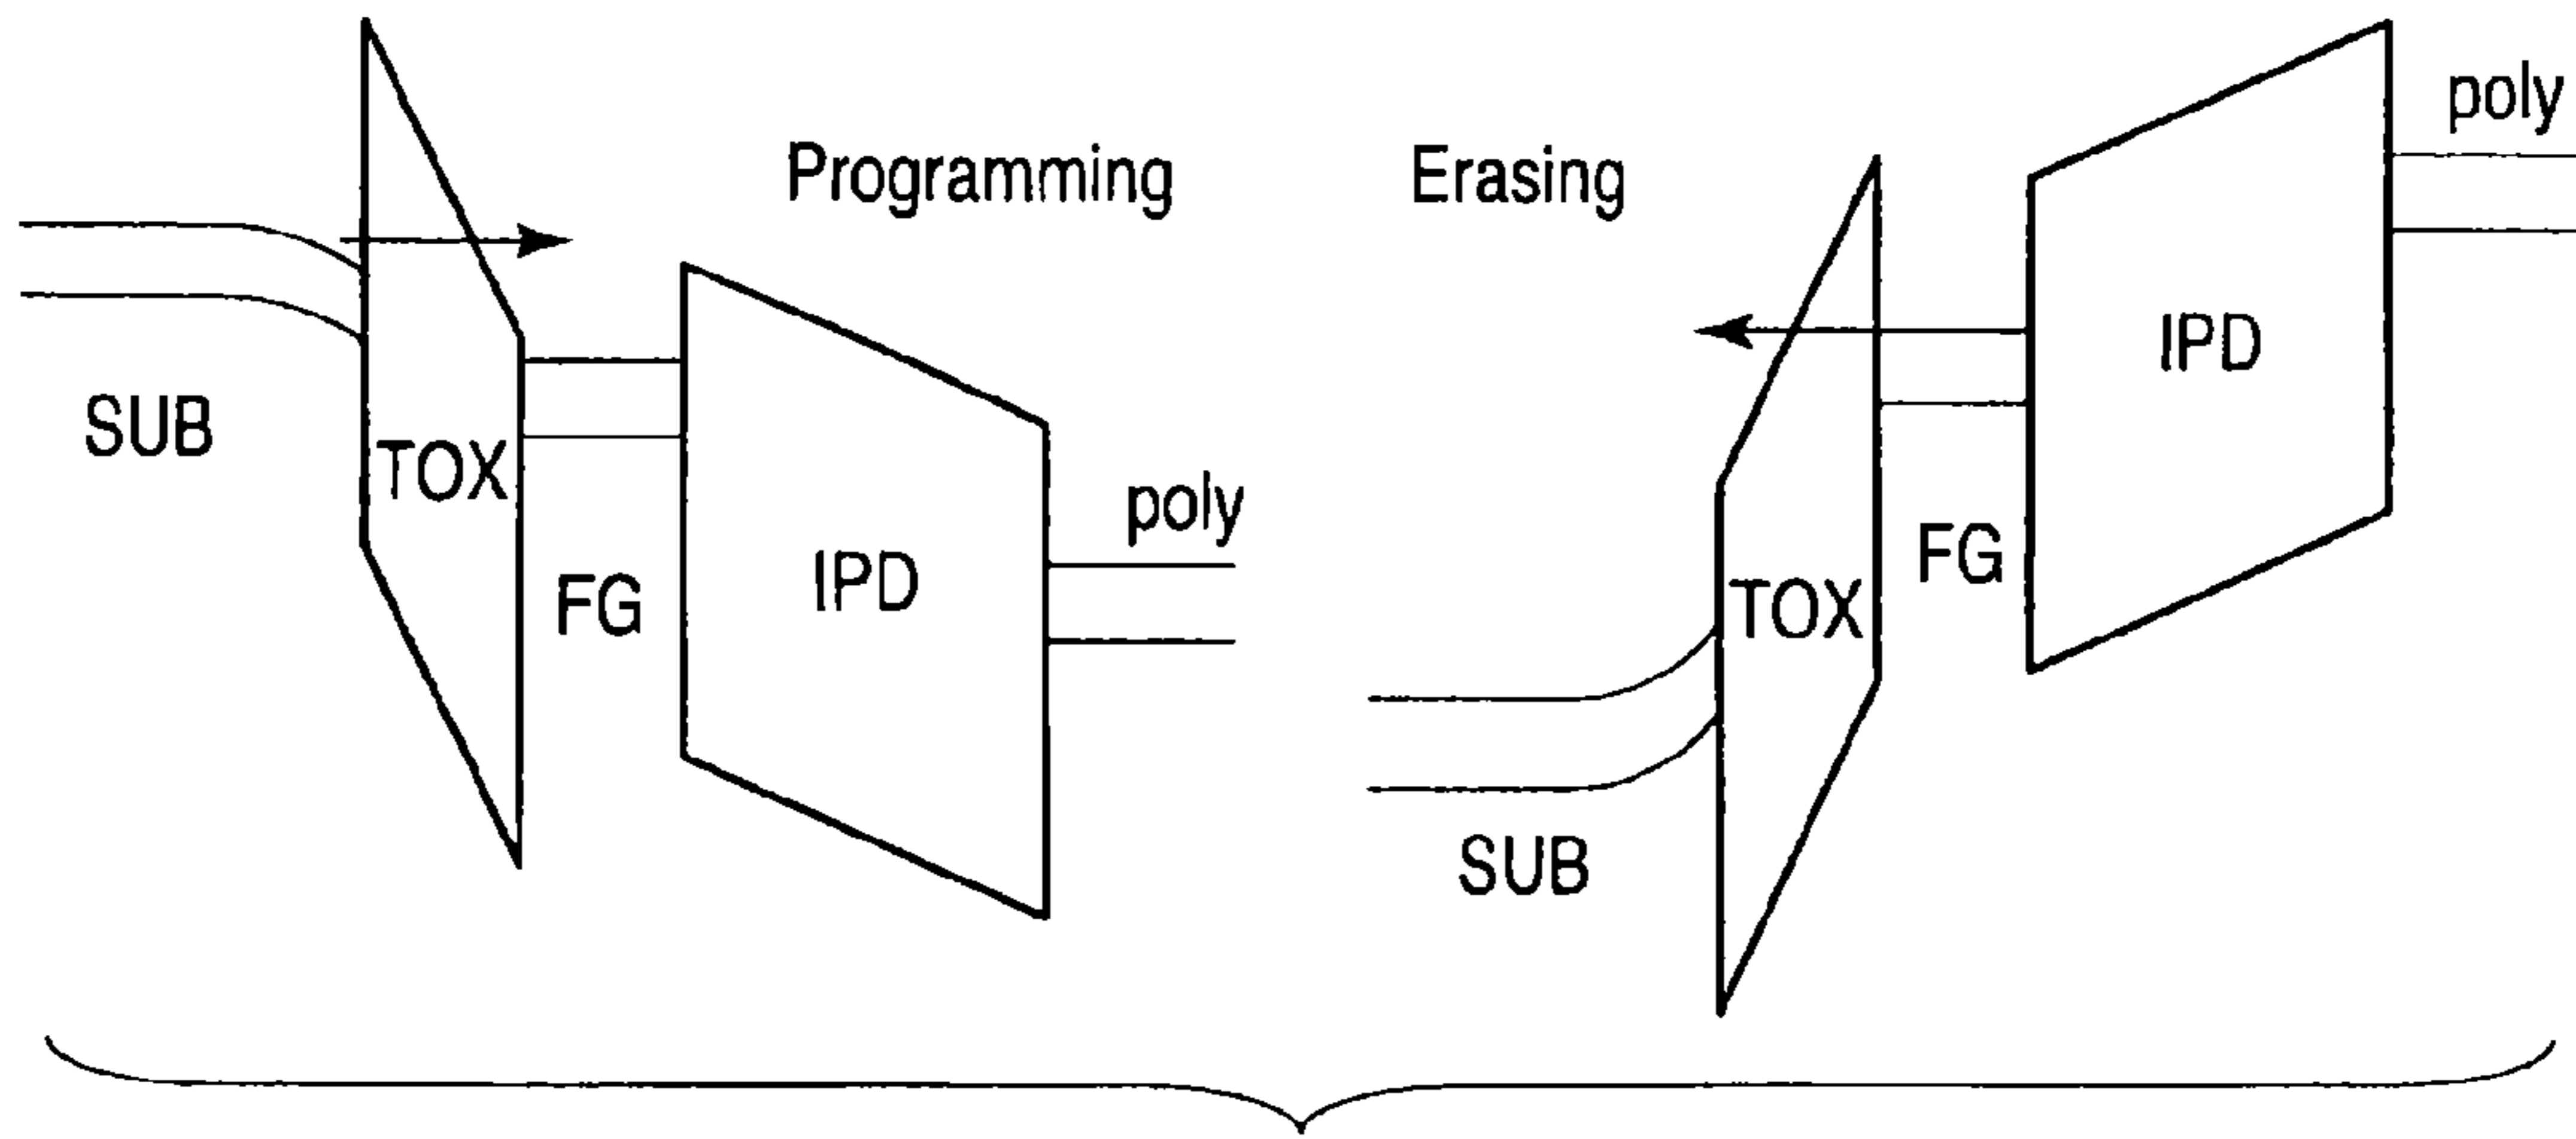 Programming
SUB
TOX
FG
IPD
poly
Erasing
SUB
TOX
FG
IPD
poly